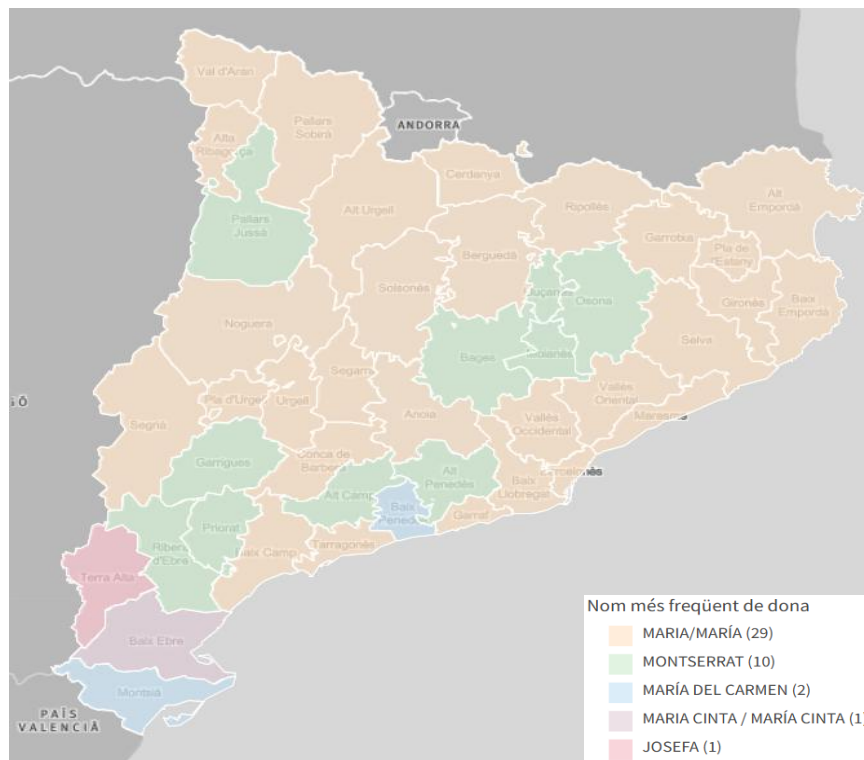 Val d'Aran
Pallars
Sobirà
ANDORRA
Alta
Ribagorça
Cerdanya
Ripollès
Alt
Empordà
Pallars
Jussà
Alt Urgell
Garrotxa
Pla de
l'Estany
Berguedà
Solsonès
Lluçanès
Osona
Gironès
Baix
Empordà
Noguera
Selva
Bages
Moianès
Segarra
Pla d'Urgell
Urgell
Anoia
Vallès
Oriental
Maresme
Segrià
Vallès
Occidental
Garrigues
Conca de
Barberà
Alt
Penedès
Baix
Llobregat
Barcelonès
Alt Camp
Baix
Penedès
Garraf
Priorat
Ribera
d'Ebre
Baix Camp
Tarragonès
Terra Alta
Baix Ebre
Montsià
PAÍS
VALENCIÀ
Nom més freqüent de dona
MARIA/MARÍA (29)
MONTSERRAT (10)
MARÍA DEL CARMEN (2)
MARIA CINTA / MARÍA CINTA (1)
JOSEFA (1)